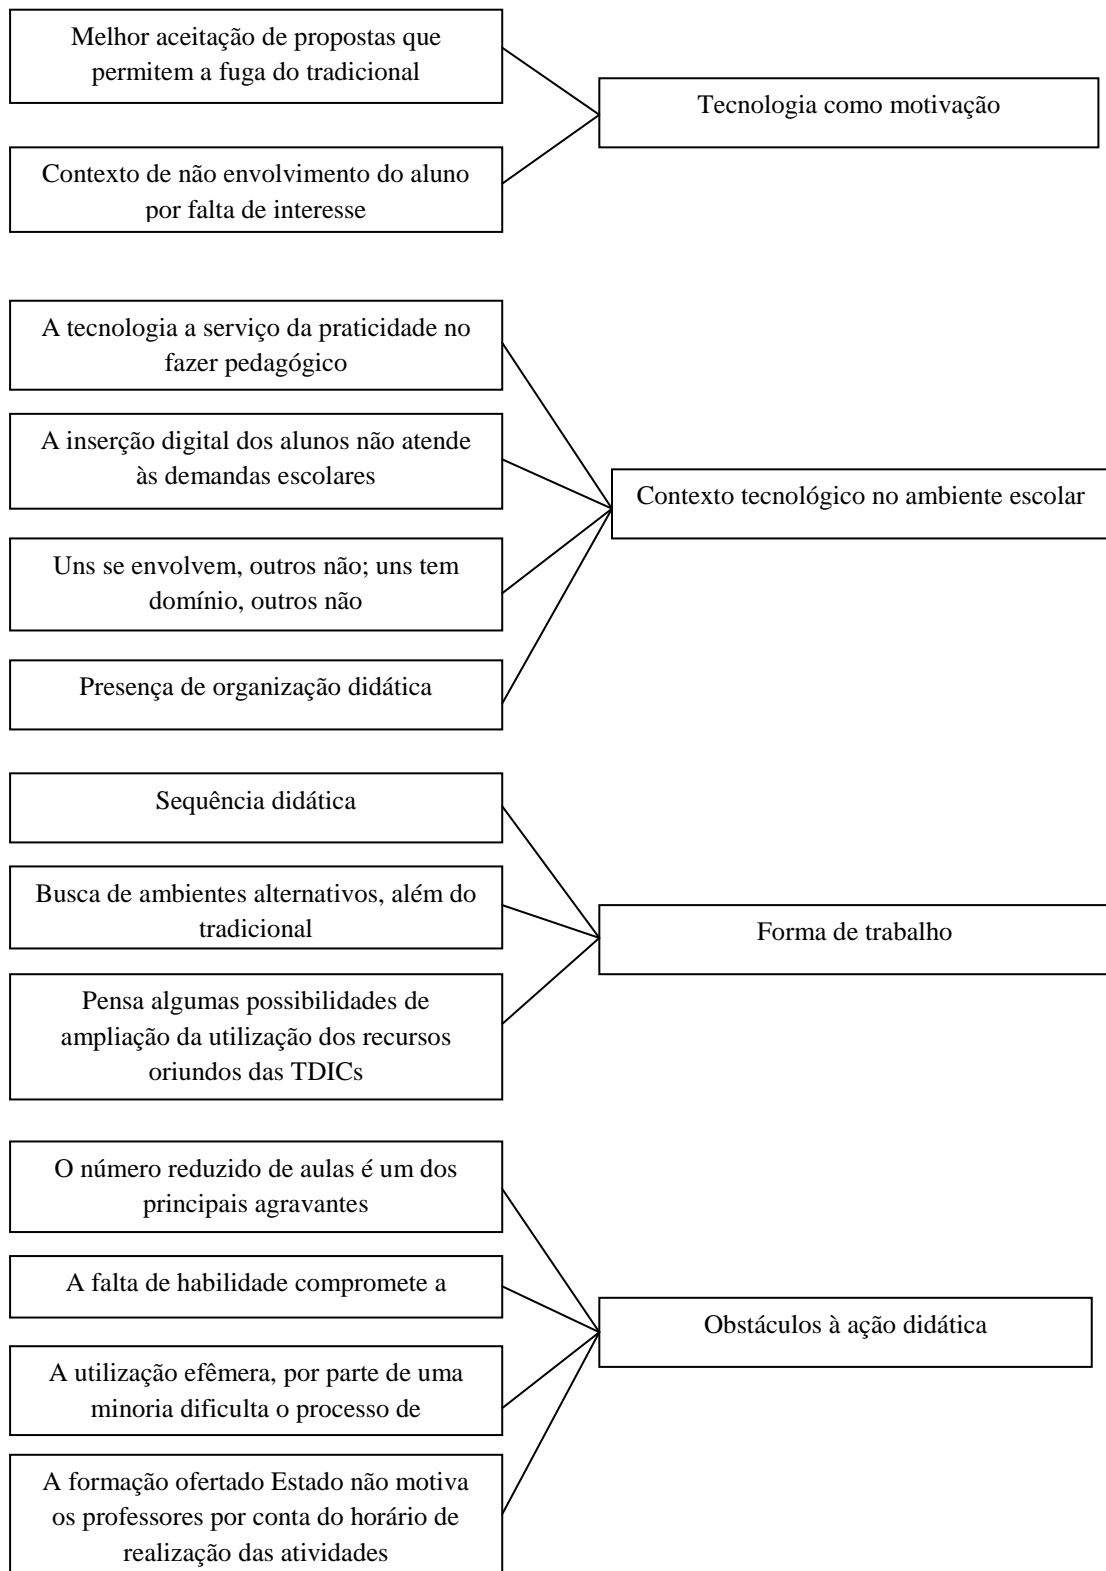 Melhor aceitação de propostas que
permitem a fuga do tradicional
Tecnologia como motivação
Contexto de não envolvimento do aluno
por falta de interesse
A tecnologia a serviço da praticidade no
fazer pedagógico
A inserção digital dos alunos não atende
às demandas escolares
Contexto tecnológico no ambiente escolar
Uns se envolvem, outros não; uns tem
domínio, outros não
Presença de organização didática
Sequência didática
Busca de ambientes alternativos, além do
tradicional
Forma de trabalho
Pensa algumas possibilidades de
ampliação da utilização dos recursos
oriundos das TDICs
O número reduzido de aulas é um dos
principais agravantes
A falta de habilidade compromete a
Obstáculos à ação didática
A utilização efêmera, por parte de uma
minoria dificulta o processo de
A formação ofertado Estado não motiva
os professores por conta do horário de
realização das atividades